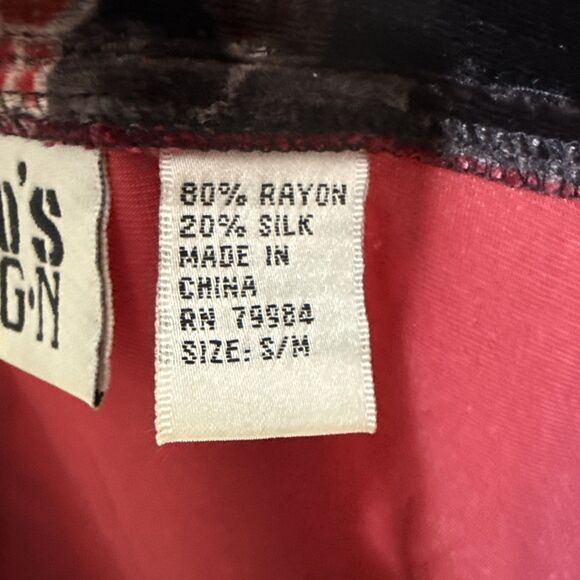 O'S
G·N
80% RAYON
20% SILK
MADE IN
CHINA
RN 79984
SIZE: S/M